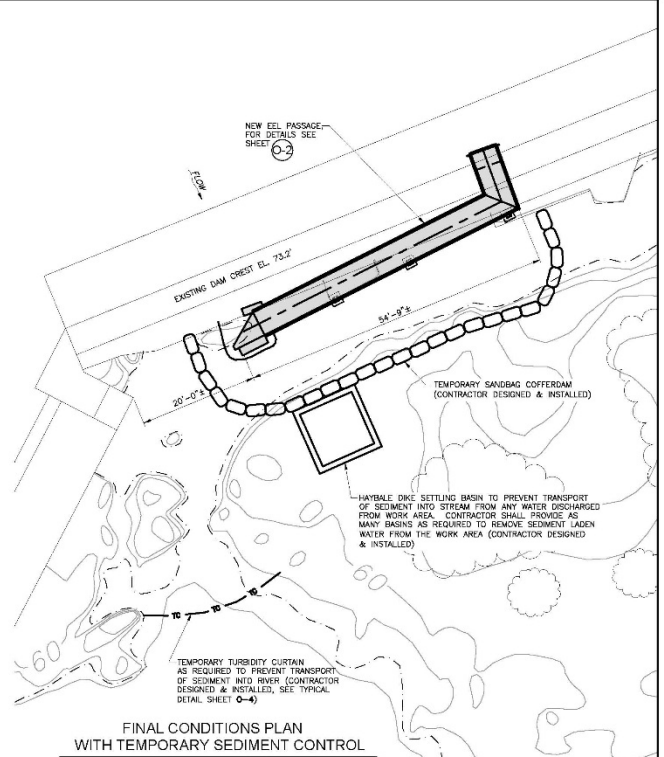 NEW EEL PASSAGE,
FOR DETAILS SEE
SHEET O-2
FLOW
EXISTING DAM CREST EL. 73.2'
54'-9"±
20'-0"±
TEMPORARY SANDBAG COFFERDAM
(CONTRACTOR DESIGNED & INSTALLED)
HAYBALE DIKE SETTLING BASIN TO PREVENT TRANSPORT
OF SEDIMENT INTO STREAM FROM ANY WATER DISCHARGED
FROM WORK AREA. CONTRACTOR SHALL PROVIDE AS
MANY BASINS AS REQUIRED TO REMOVE SEDIMENT LADEN
WATER FROM THE WORK AREA (CONTRACTOR DESIGNED
& INSTALLED)
60
TC TC TC
60
TEMPORARY TURBIDITY CURTAIN
AS REQUIRED TO PREVENT TRANSPORT
OF SEDIMENT INTO RIVER (CONTRACTOR
DESIGNED & INSTALLED, SEE TYPICAL
DETAIL SHEET O-4)
FINAL CONDITIONS PLAN
WITH TEMPORARY SEDIMENT CONTROL